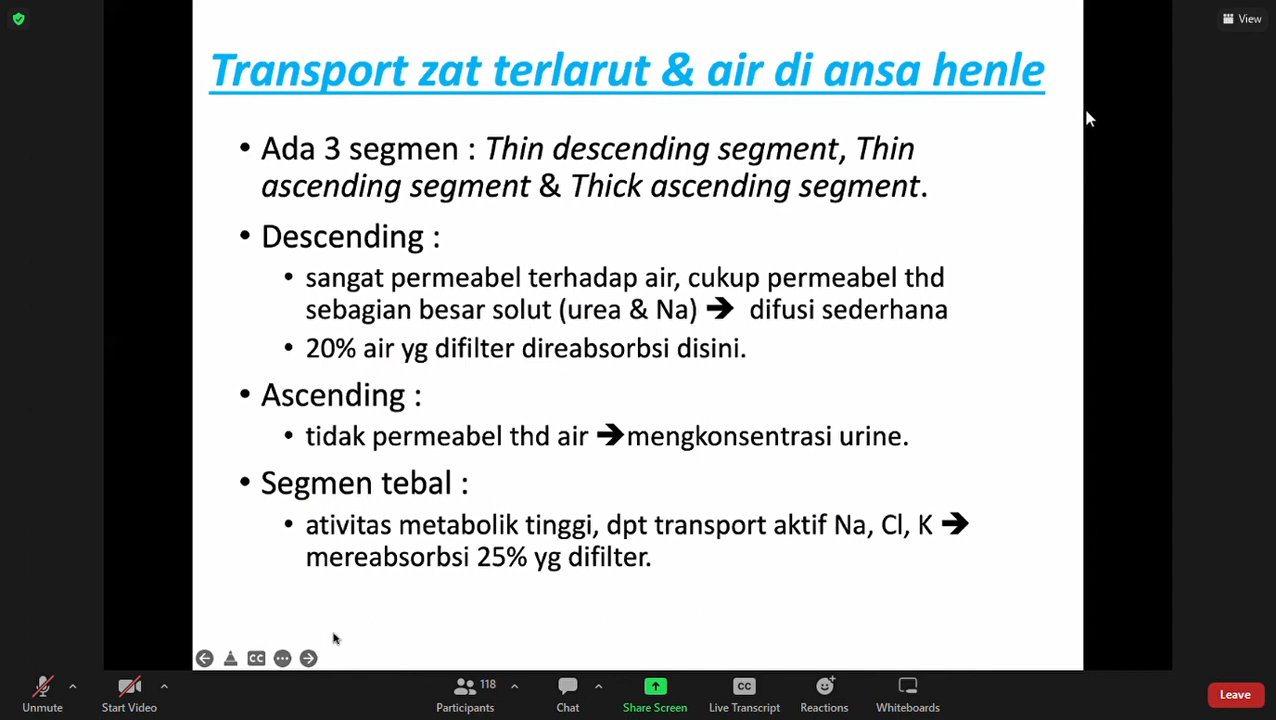 View
Transport zat terlarut & air di ansa henle
• Ada 3 segmen : Thin descending segment, Thin
ascending segment & Thick ascending segment.
• Descending :
• sangat permeabel terhadap air, cukup permeabel thd
sebagian besar solut (urea & Na) ➔ difusi sederhana
• 20% air yg difilter direabsorbsi disini.
• Ascending :
• tidak permeabel thd air ➔mengkonsentrasi urine.
• Segmen tebal :
• ativitas metabolik tinggi, dpt transport aktif Na, Cl, K ➔
mereabsorbsi 25% yg difilter.
CC
118
CC
Unmute
Start Video
Participants
Chat
Share Screen
Live Transcript
Reactions
Whiteboards
Leave